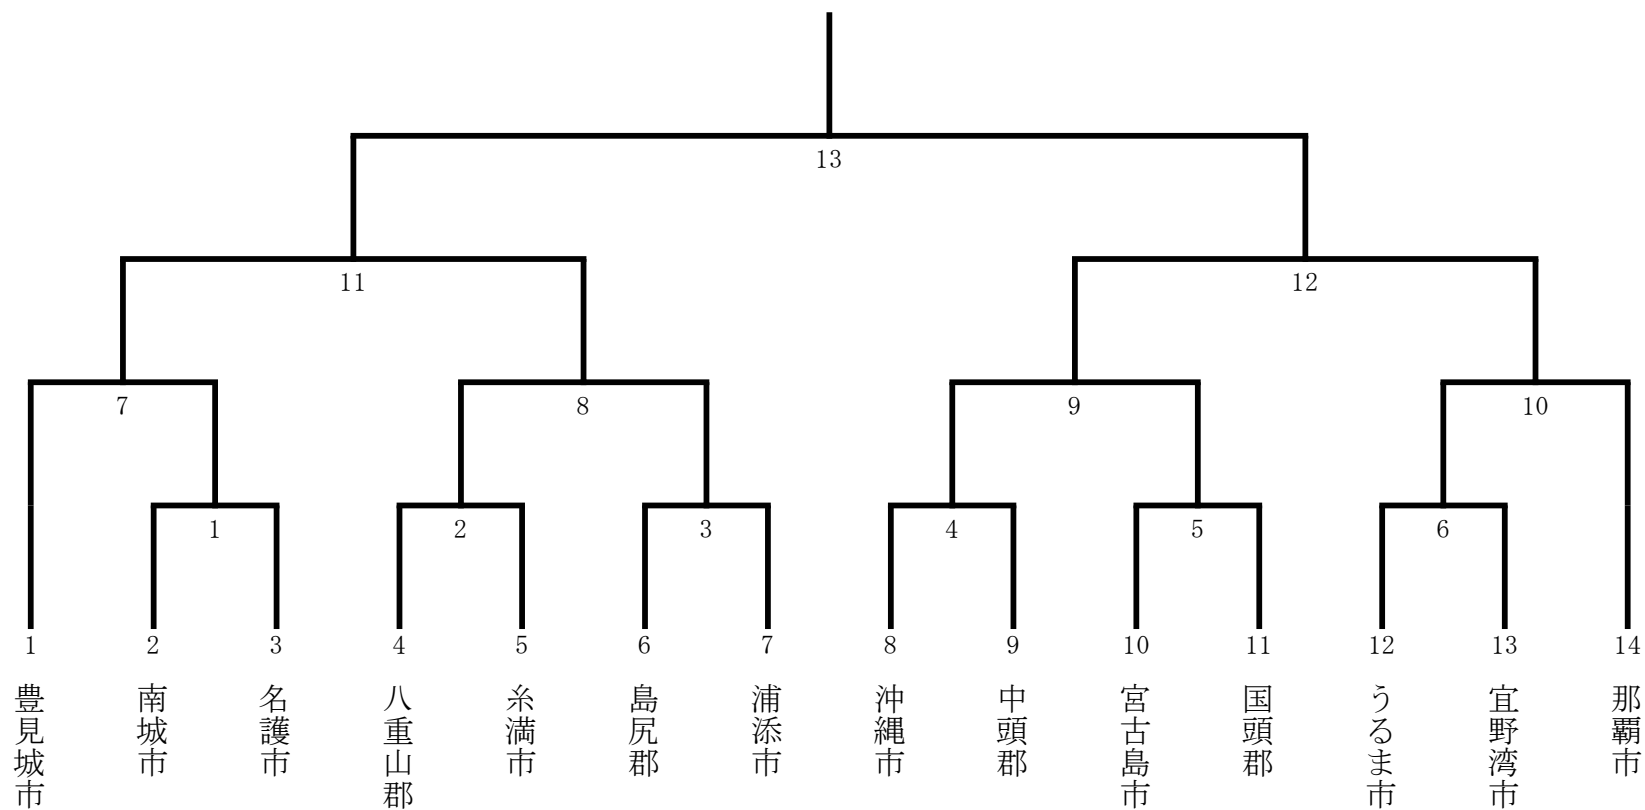 13
11
12
7
8
9
10
1
2
3
4
5
6
1
2
3
4
5
6
7
8
9
10
11
12
13
14
豊見城市
南城市
名護市
八重山郡
糸満市
島尻郡
浦添市
沖縄市
中頭郡
宮古島市
国頭郡
うるま市
宜野湾市
那覇市